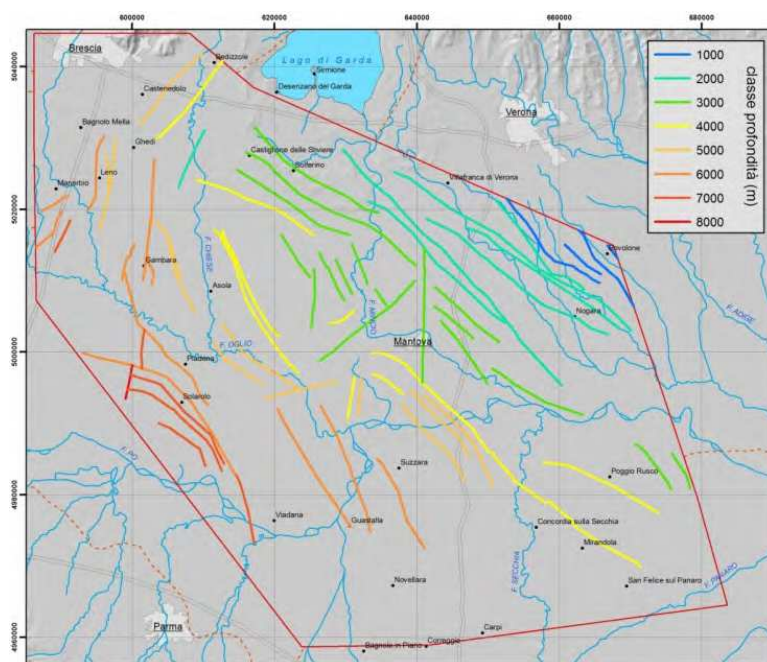 600000 620000 640000 660000 680000
5040000
5020000
5000000
4980000
4960000
Brescia
Bedizzole
Lago di Garda
Sirmione
Desenzano del Garda
Castenedolo
Verona
Bagnolo Mella
Ghedi
Castiglione delle Stiviere
Solferino
Villafranca di Verona
Manerbio
Leno
Bovolone
Gambara
F. CHIESE
Asola
F. MINCIO
Nogara
F. ADIGE
F. OGLIO
Mantova
Piadena
Solarolo
F. PO
Suzzara
Poggio Rusco
Viadana
Guastalla
Concordia sulla Secchia
Mirandola
Novellara
F. SECCHIA
San Felice sul Panaro
F. PANARO
Parma
Carpi
Correggio
Bagnolo in Piano
1000
2000
3000
4000
5000
6000
7000
8000
classe profondità (m)